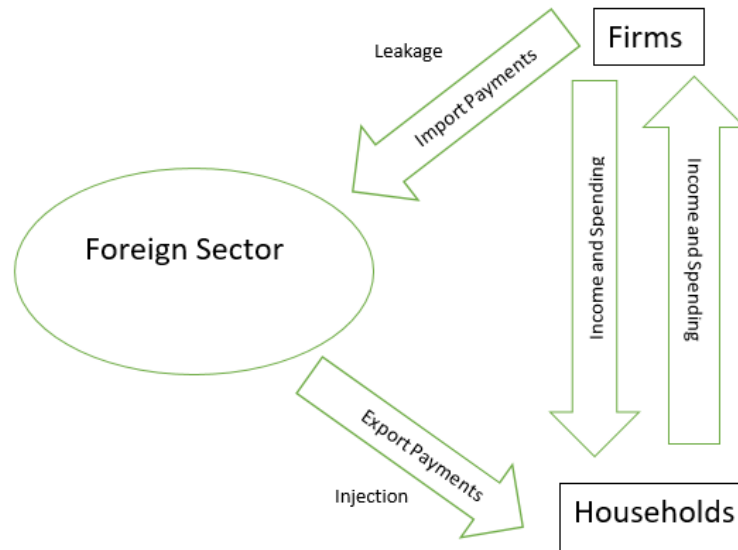 Firms
Leakage
Import Payments
Income and Spending
Income and Spending
Foreign Sector
Export Payments
Injection
Households